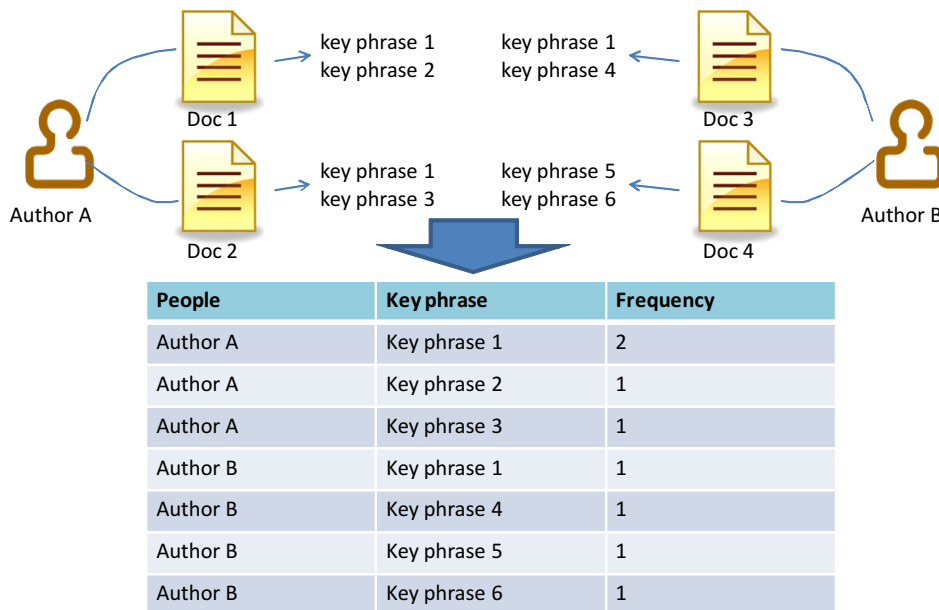 key phrase 1
key phrase 2
Doc 1
key phrase 1
key phrase 4
Doc 3
Author A
key phrase 1
key phrase 3
Doc 2
key phrase 5
key phrase 6
Doc 4
Author B
People Key phrase Frequency
Author A Key phrase 1 2
Author A Key phrase 2 1
Author A Key phrase 3 1
Author B Key phrase 1 1
Author B Key phrase 4 1
Author B Key phrase 5 1
Author B Key phrase 6 1